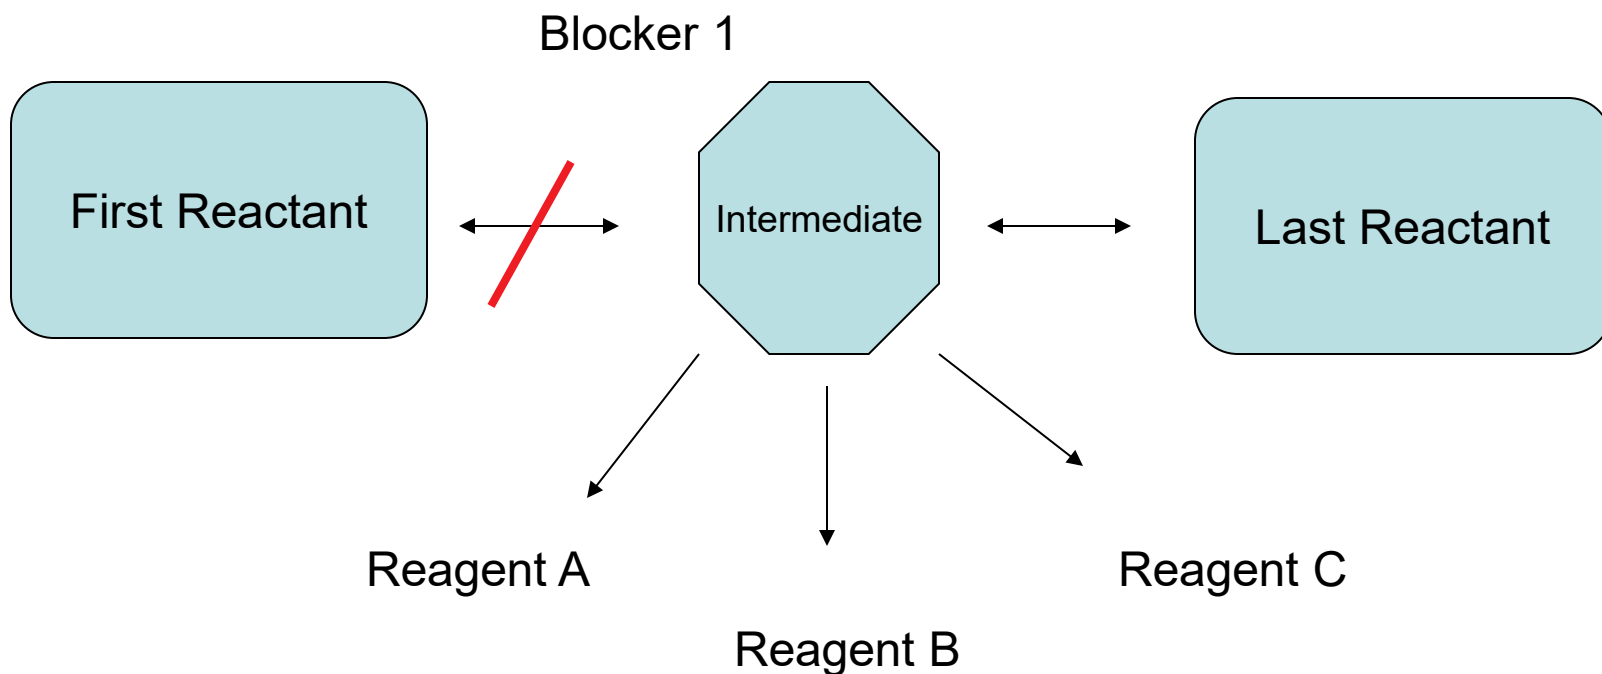 Blocker 1
First Reactant
Intermediate
Last Reactant
Reagent A
Reagent C
Reagent B